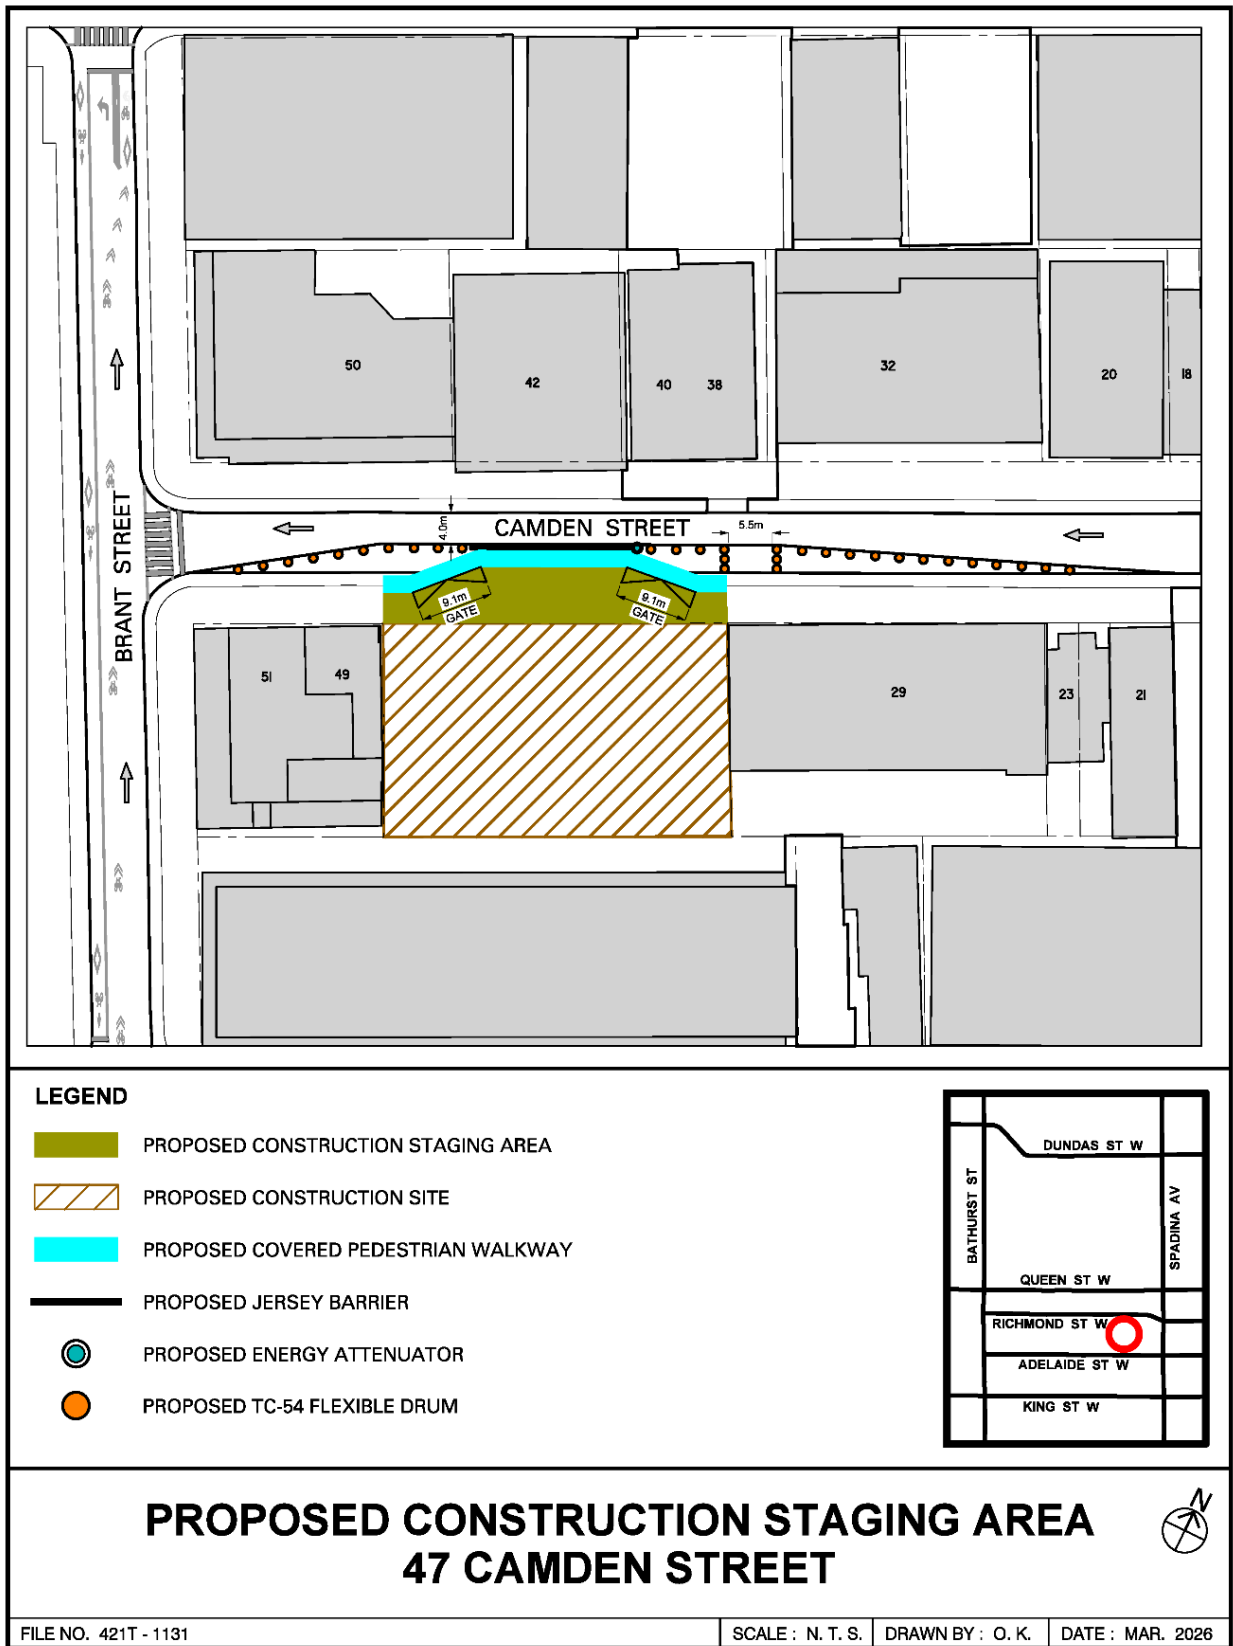 50
42
40
38
32
20
18
BRANT STREET
CAMDEN STREET
4.0m
5.5m
9.1m
GATE
9.1m
GATE
51
49
29
23
21
LEGEND
PROPOSED CONSTRUCTION STAGING AREA
PROPOSED CONSTRUCTION SITE
PROPOSED COVERED PEDESTRIAN WALKWAY
PROPOSED JERSEY BARRIER
PROPOSED ENERGY ATTENUATOR
PROPOSED TC-54 FLEXIBLE DRUM
DUNDAS ST W
BATHURST ST
SPADINA AV
QUEEN ST W
RICHMOND ST W
ADELAIDE ST W
KING ST W
PROPOSED CONSTRUCTION STAGING AREA
47 CAMDEN STREET
N
FILE NO. 421T - 1131
SCALE : N. T. S.
DRAWN BY : O. K.
DATE : MAR. 2026